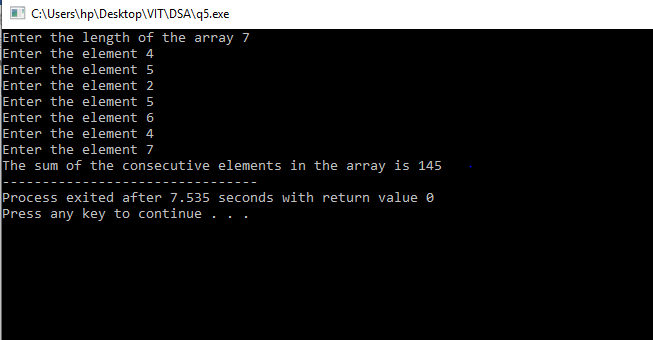 C:\Users\hp\Desktop\VIT\DSA\q5.exe
Enter the length of the array 7
Enter the element 4
Enter the element 5
Enter the element 2
Enter the element 5
Enter the element 6
Enter the element 4
Enter the element 7
The sum of the consecutive elements in the array is 145
--------------------------------
Process exited after 7.535 seconds with return value 0
Press any key to continue . . .